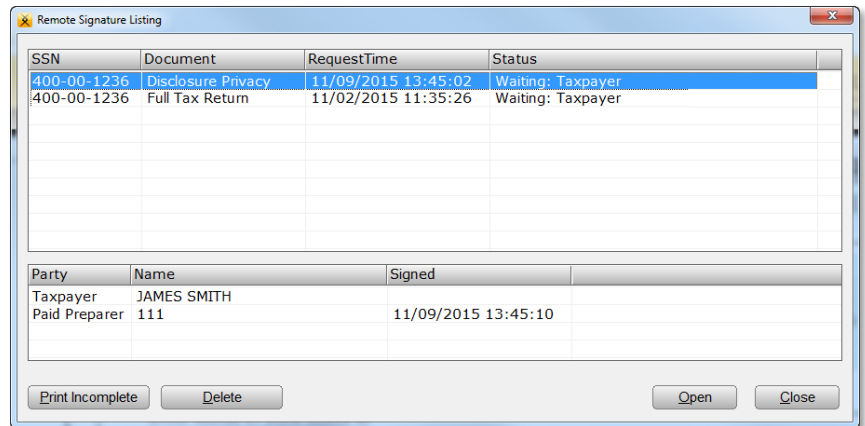 Remote Signature Listing
SSN Document RequestTime Status
400-00-1236 Disclosure Privacy 11/09/2015 13:45:02 Waiting: Taxpayer
400-00-1236 Full Tax Return 11/02/2015 11:35:26 Waiting: Taxpayer
Party Name Signed
Taxpayer JAMES SMITH
Paid Preparer 111 11/09/2015 13:45:10
Print Incomplete Delete Open Close